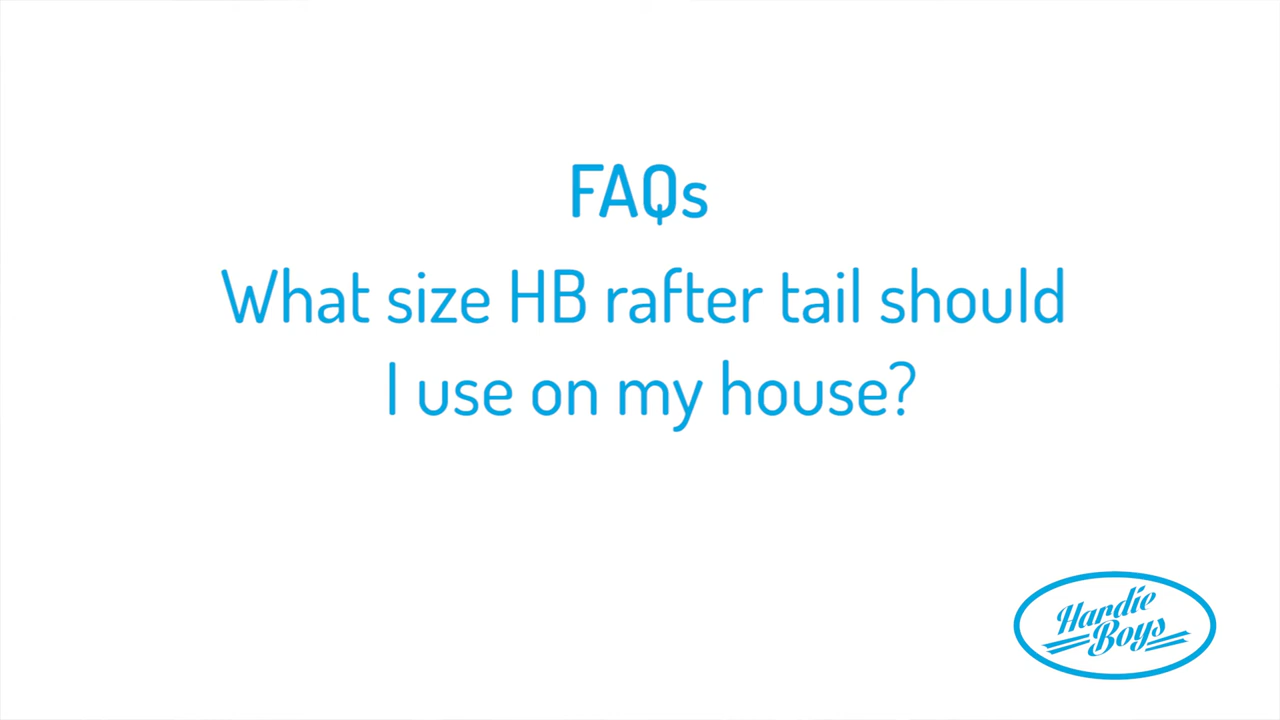 FAQs
What size HB rafter tail should
I use on my house?
Hardie
Boys